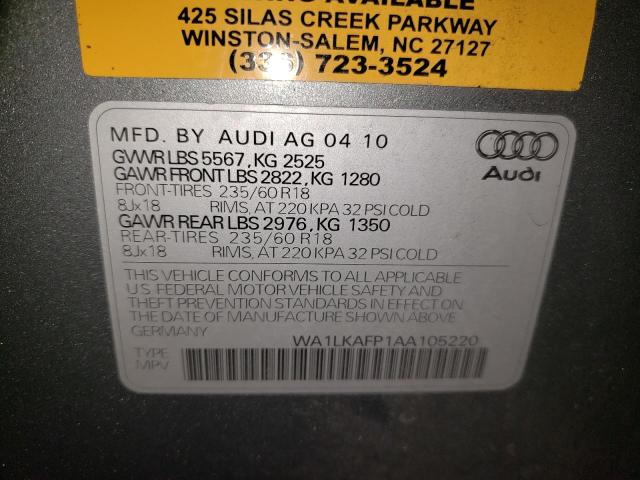 AVAILABLE
425 SILAS CREEK PARKWAY
WINSTON-SALEM, NC 27127
(336) 723-3524
MFD. BY AUDI AG 04 10
GVWR LBS 5567, KG 2525
GAWR FRONT LBS 2822, KG 1280
FRONT-TIRES 235/60 R18
8Jx18 RIMS, AT 220 KPA 32 PSI COLD
GAWR REAR LBS 2976, KG 1350
REAR-TIRES 235/60 R18
8Jx18 RIMS, AT 220 KPA 32 PSI COLD
Audi
THIS VEHICLE CONFORMS TO ALL APPLICABLE
U.S. FEDERAL MOTOR VEHICLE SAFETY AND
THEFT PREVENTION STANDARDS IN EFFECT ON
THE DATE OF MANUFACTURE SHOWN ABOVE
GERMANY
WA1LKAFP1AA105220
TYPE
MPV